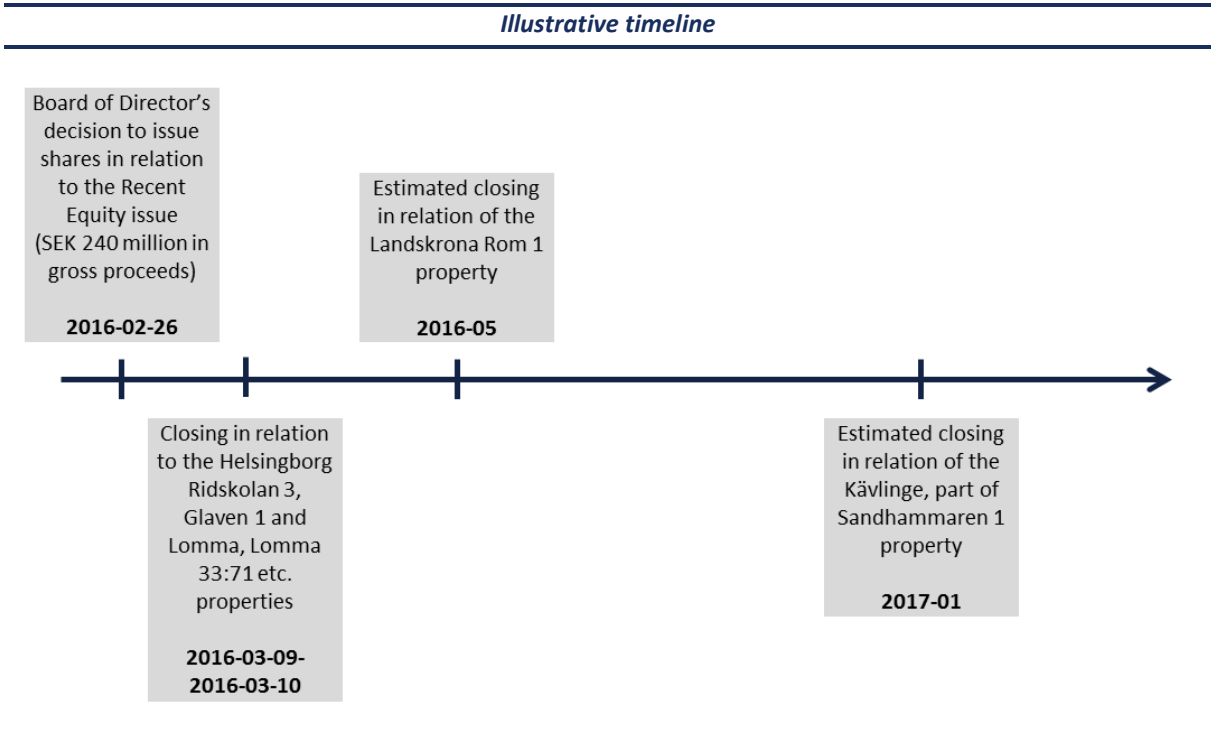 Illustrative timeline
Board of Director’s
decision to issue
shares in relation
to the Recent
Equity issue
(SEK 240 million in
gross proceeds)
2016-02-26
Closing in relation
to the Helsingborg
Ridskolan 3,
Glaven 1 and
Lomma, Lomma
33:71 etc.
properties
2016-03-09-
2016-03-10
Estimated closing
in relation of the
Landskrona Rom 1
property
2016-05
Estimated closing
in relation of the
Kävlinge, part of
Sandhammaren 1
property
2017-01